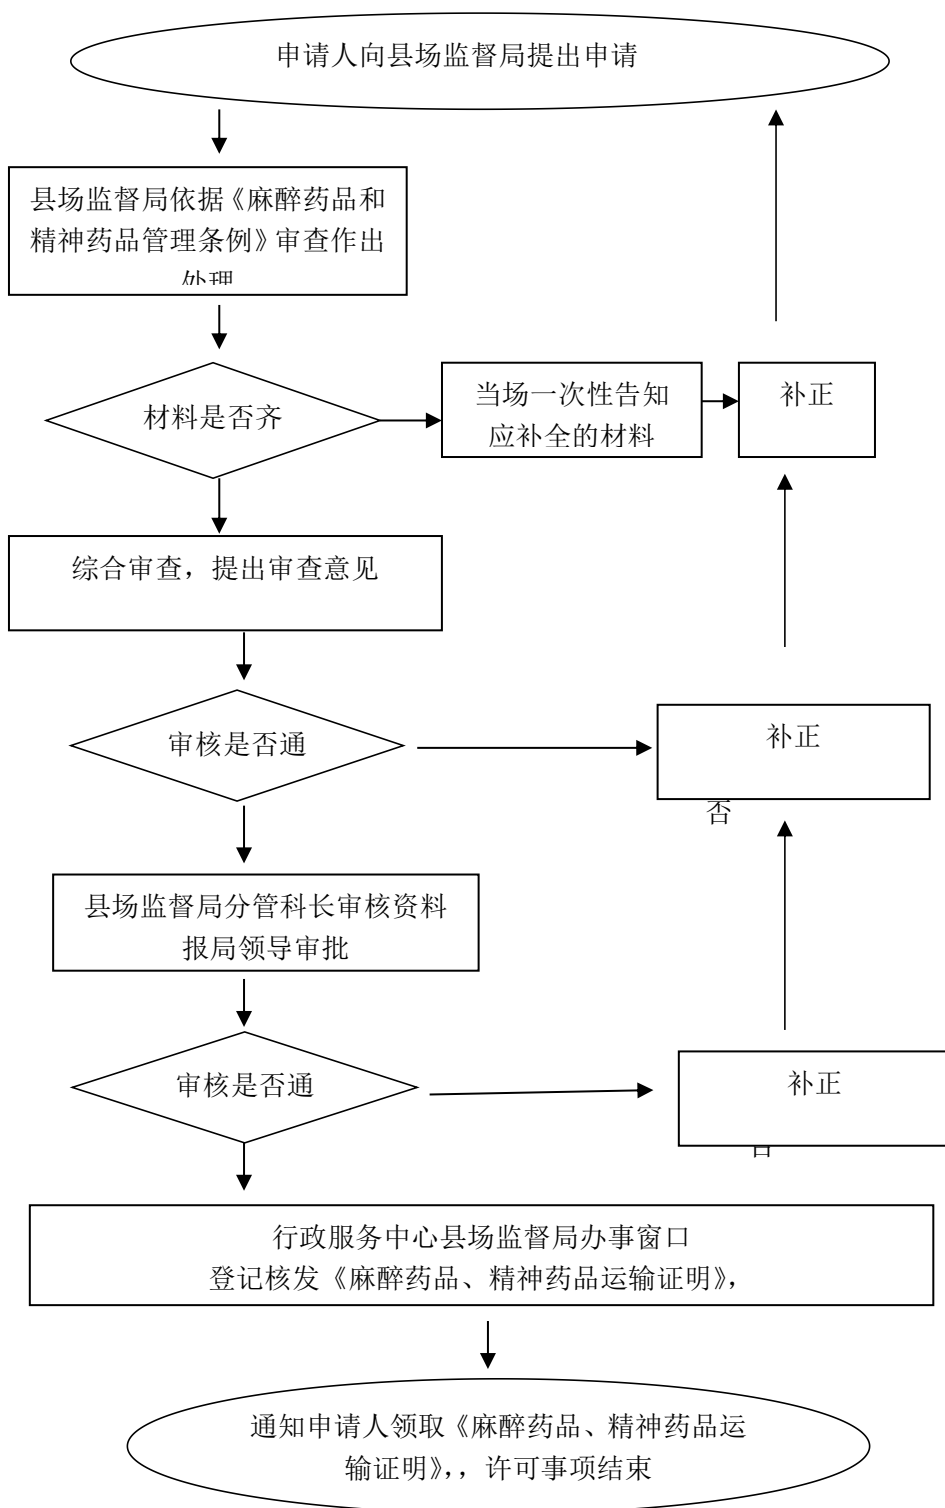 申请人向县场监督局提出申请
县场监督局依据《麻醉药品和
精神药品管理条例》审查作出
处理
材料是否齐
当场一次性告知
应补全的材料
补正
综合审查，提出审查意见
审核是否通
补正
否
县场监督局分管科长审核资料
报局领导审批
审核是否通
补正
行政服务中心县场监督局办事窗口
登记核发《麻醉药品、精神药品运输证明》，
通知申请人领取《麻醉药品、精神药品运
输证明》，，许可事项结束